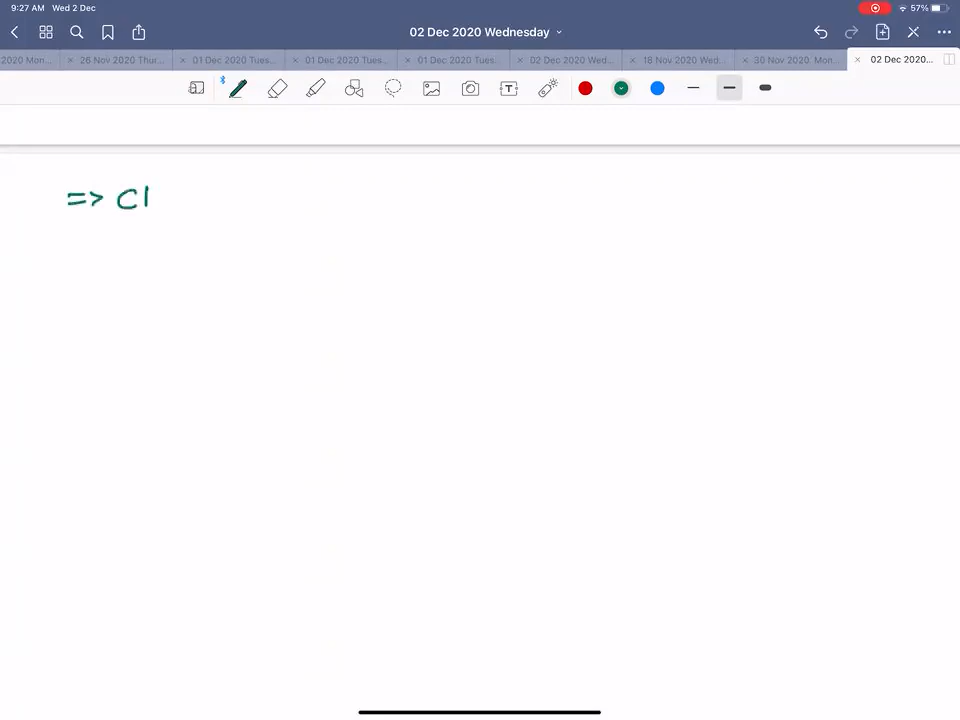 9:27 AM Wed 2 Dec 57%
02 Dec 2020 Wednesday
2020 Mon... 26 Nov 2020 Thur... 01 Dec 2020 Tues... 01 Dec 2020 Tues... 01 Dec 2020 Tues... 02 Dec 2020 Wed... 18 Nov 2020 Wed... 30 Nov 2020 Mon... 02 Dec 2020...
T
=> Cl